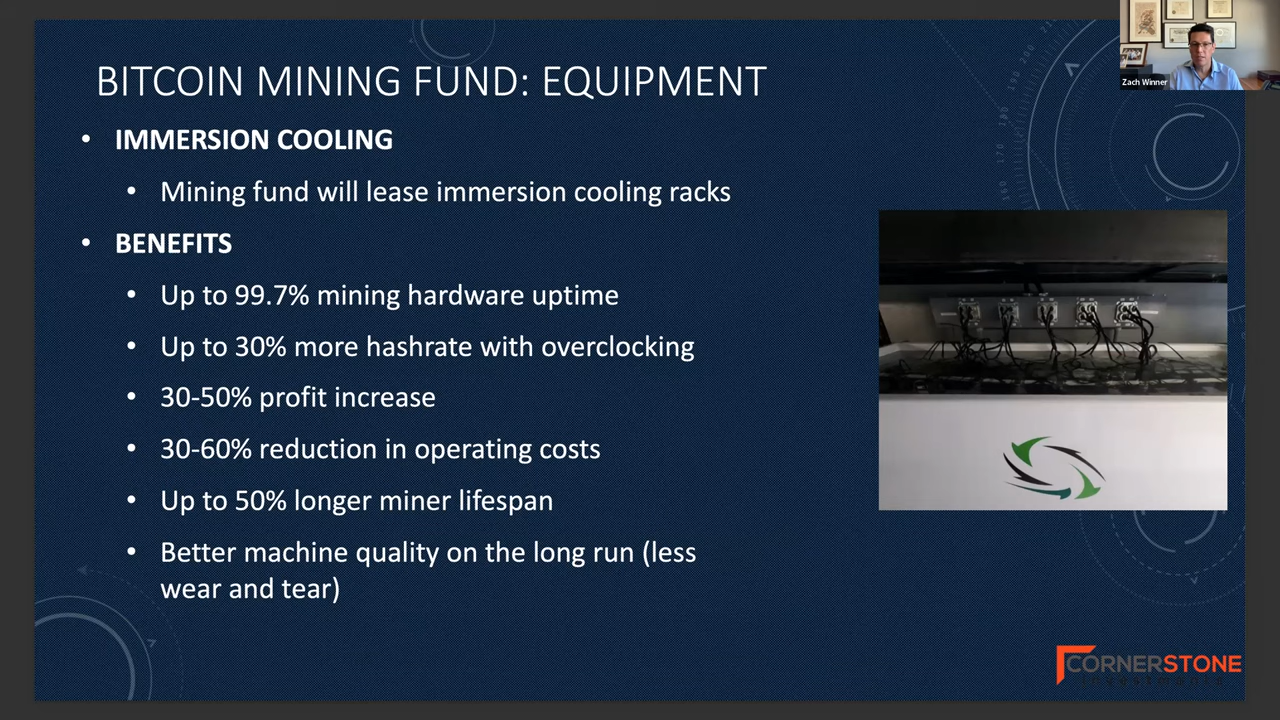 BITCOIN MINING FUND: EQUIPMENT
Zach Winner
• IMMERSION COOLING
• Mining fund will lease immersion cooling racks
• BENEFITS
• Up to 99.7% mining hardware uptime
• Up to 30% more hashrate with overclocking
• 30-50% profit increase
• 30-60% reduction in operating costs
• Up to 50% longer miner lifespan
• Better machine quality on the long run (less
wear and tear)
CORNERSTONE